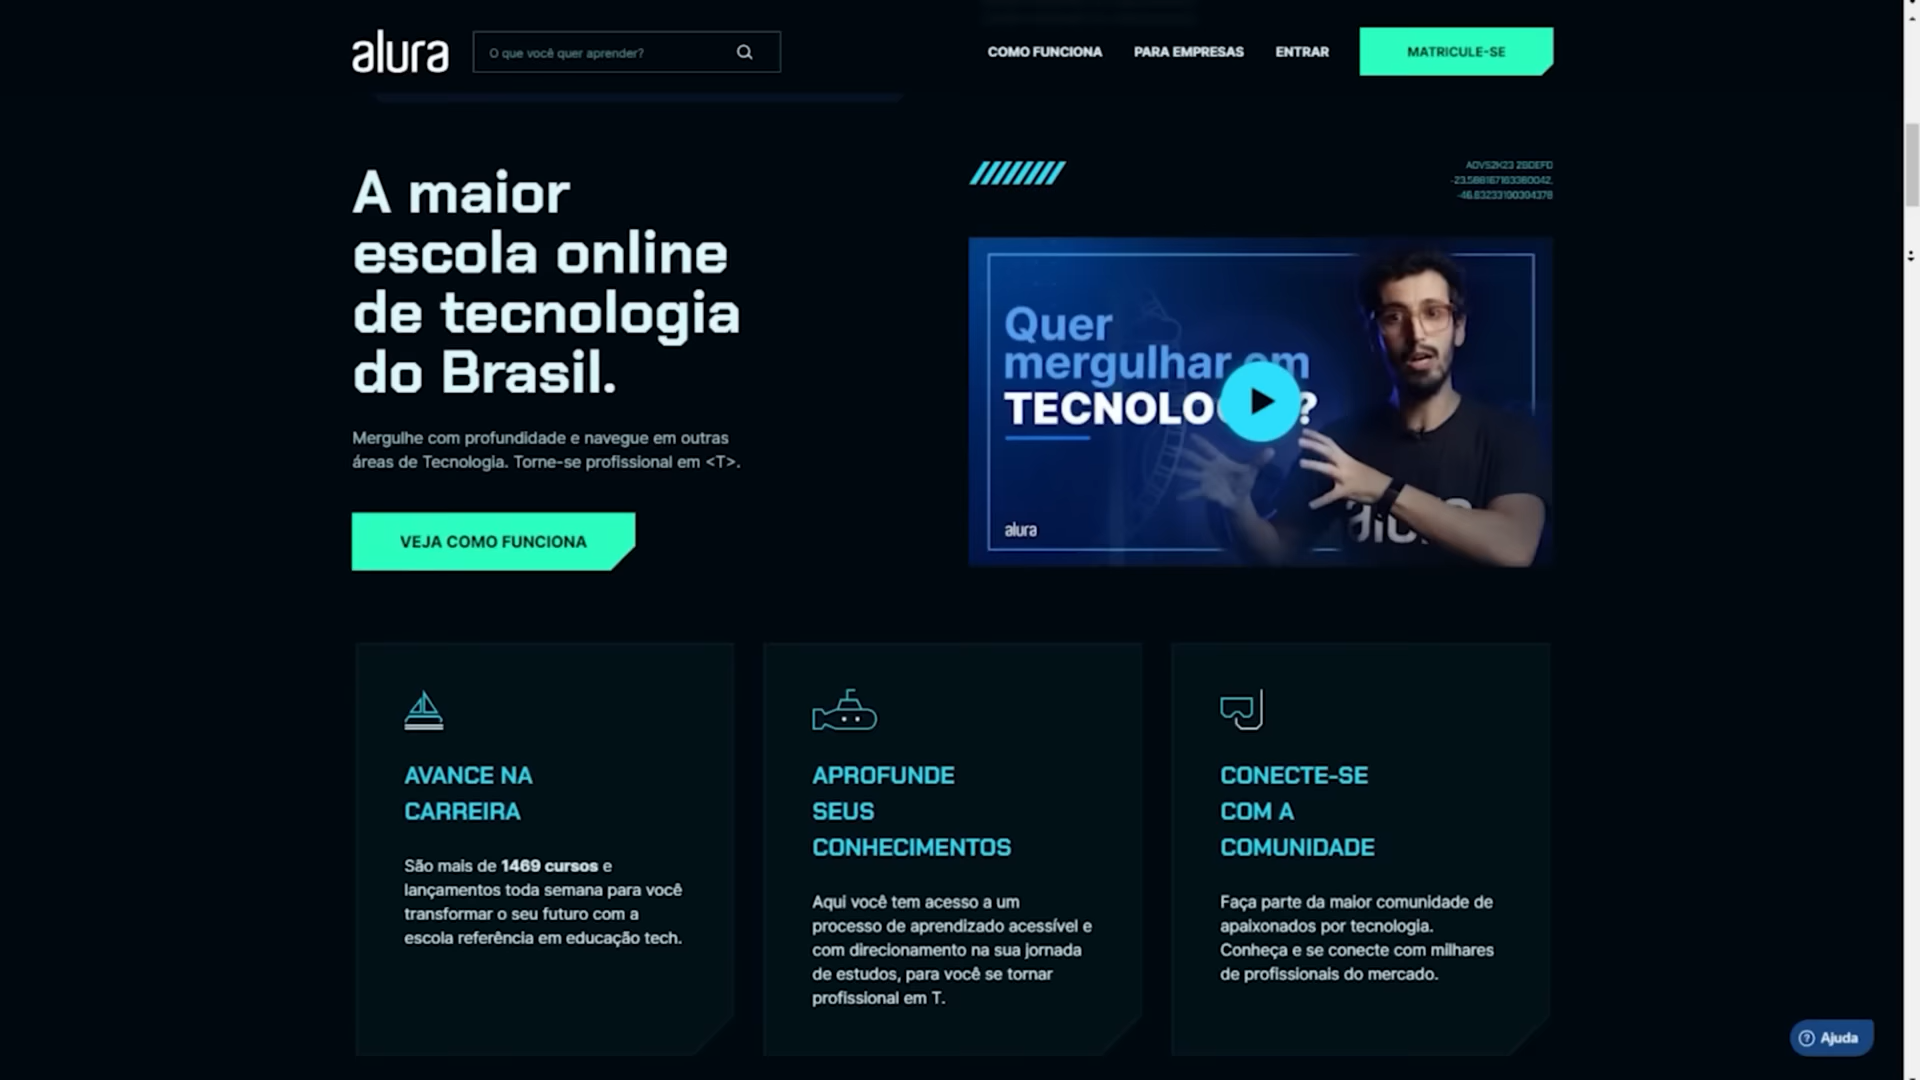 alura
O que você quer aprender?
COMO FUNCIONA
PARA EMPRESAS
ENTRAR
MATRICULE-SE
A maior
escola online
de tecnologia
do Brasil.
Mergulhe com profundidade e navegue em outras
áreas de Tecnologia. Torne-se profissional em <T>.
VEJA COMO FUNCIONA
Quer
mergulhar em
?
alura
AVANCE NA
CARREIRA
São mais de 1469 cursos e
lançamentos toda semana para você
transformar o seu futuro com a
escola referência em educação tech.
APROFUNDE
SEUS
CONHECIMENTOS
Aqui você tem acesso a um
processo de aprendizado acessível e
com direcionamento na sua jornada
de estudos, para você se tornar
profissional em T.
CONECTE-SE
COM A
COMUNIDADE
Faça parte da maior comunidade de
apaixonados por tecnologia.
Conheça e se conecte com milhares
de profissionais do mercado.
Ajuda